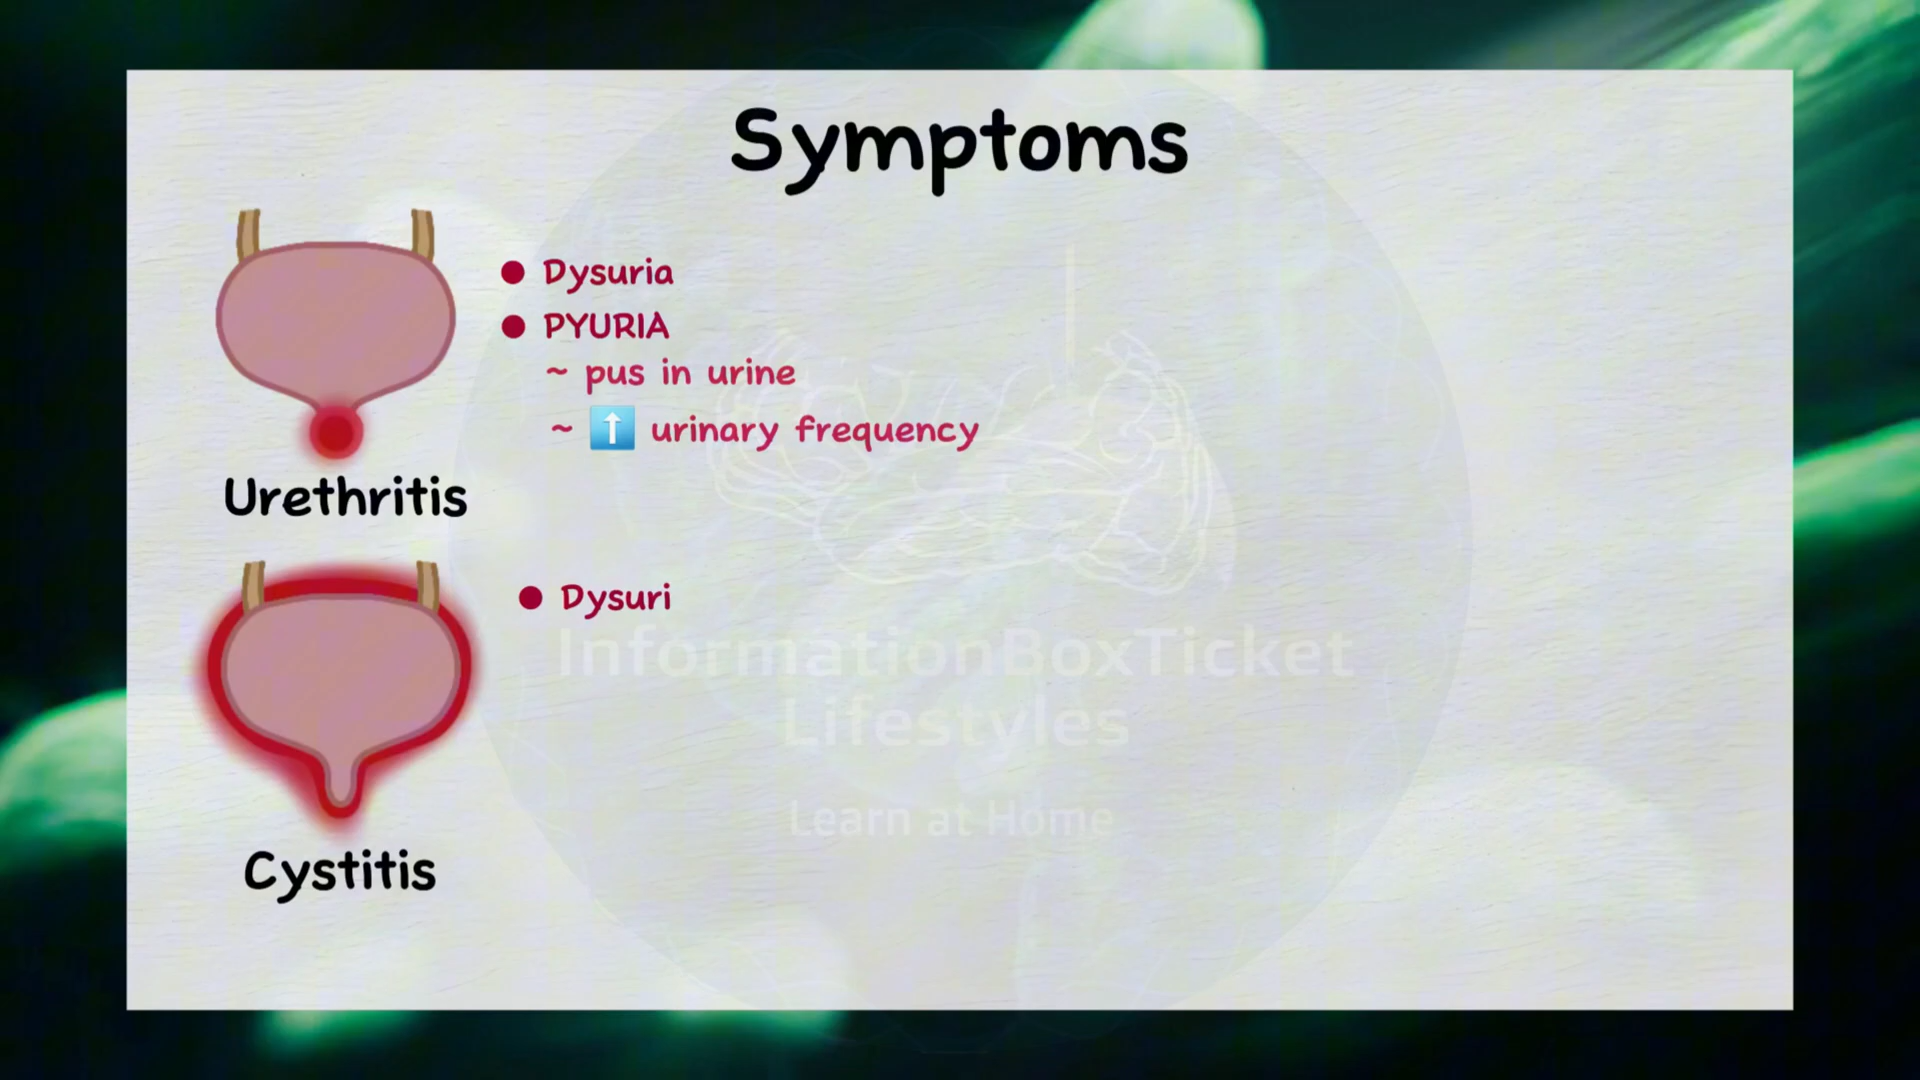 Symptoms
● Dysuria
● PYURIA
~ pus in urine
~ ⬆️ urinary frequency
Urethritis
● Dysuri
InformationBoxTicket
Lifestyles
Learn at Home
Cystitis